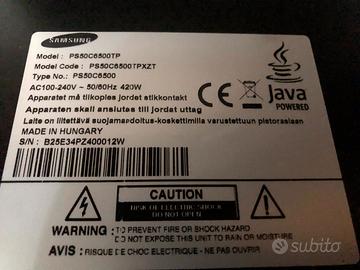 SAMSUNG
Model : PS50C6500TP
Model Code : PS50C6500TPXZT
Type No.: PS50C6500
AC100-240V ~ 50/60Hz 420W
Apparatet må tilkoples jordet stikkontakt
Apparaten skall anslutas till jordat uttag
Laite on liitettävä suojamaadoitus-koskettimilla varustettuun pistorasiaan
MADE IN HUNGARY
S/N : B25E34PZ400012W
CE
Java
POWERED
CAUTION
RISK OF ELECTRIC SHOCK
DO NOT OPEN
WARNING : TO PREVENT FIRE OR SHOCK HAZARD
DO NOT EXPOSE THIS UNIT
TO RAIN OR MOISTURE.
AVIS : RISQUE DE CHOC ELECTRIQUE - NE
subito